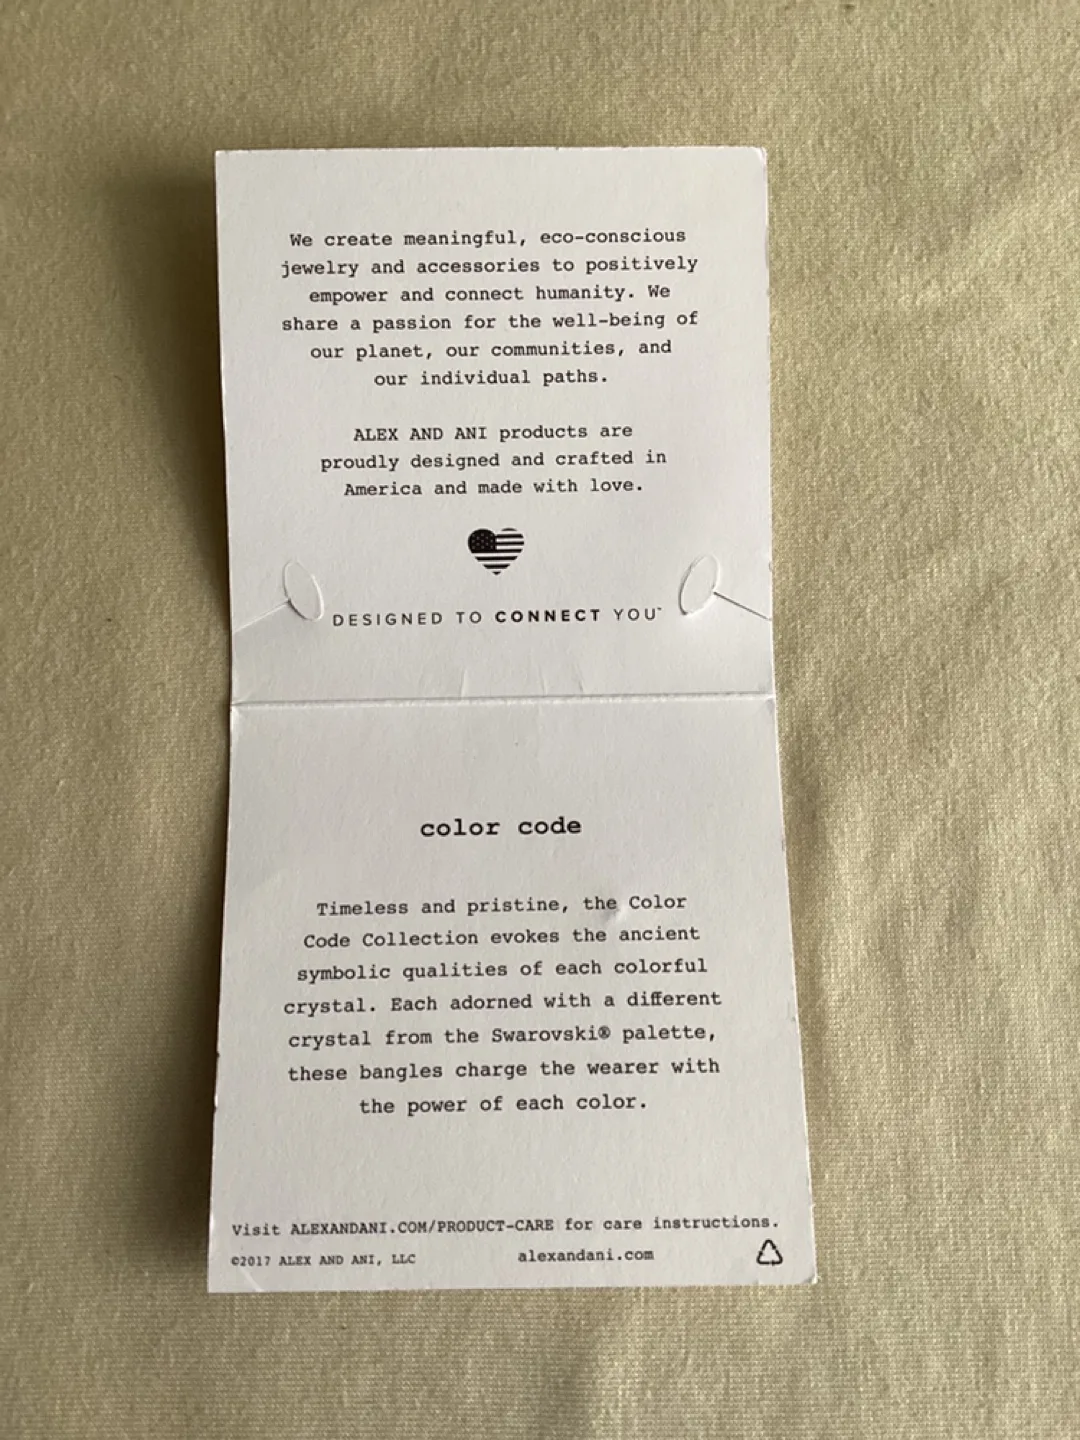 We create meaningful, eco-conscious
jewelry and accessories to positively
empower and connect humanity. We
share a passion for the well-being of
our planet, our communities, and
our individual paths.
ALEX AND ANI products are
proudly designed and crafted in
America and made with love.
DESIGNED TO CONNECT YOU™
color code
Timeless and pristine, the Color
Code Collection evokes the ancient
symbolic qualities of each colorful
crystal. Each adorned with a different
crystal from the Swarovski® palette,
these bangles charge the wearer with
the power of each color.
Visit ALEXANDANI.COM/PRODUCT-CARE for care instructions.
©2017 ALEX AND ANI, LLC alexandani.com